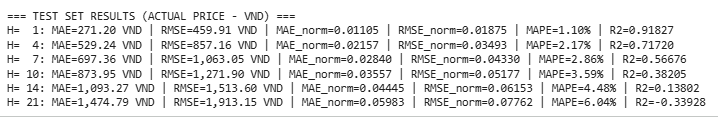 === TEST SET RESULTS (ACTUAL PRICE - VND) ===
H=  1: MAE=271.20 VND | RMSE=459.91 VND | MAE_norm=0.01105 | RMSE_norm=0.01875 | MAPE=1.10% | R2=0.91827
H=  4: MAE=529.24 VND | RMSE=857.16 VND | MAE_norm=0.02157 | RMSE_norm=0.03493 | MAPE=2.17% | R2=0.71720
H=  7: MAE=697.36 VND | RMSE=1,063.05 VND | MAE_norm=0.02840 | RMSE_norm=0.04330 | MAPE=2.86% | R2=0.56676
H= 10: MAE=873.95 VND | RMSE=1,271.90 VND | MAE_norm=0.03557 | RMSE_norm=0.05177 | MAPE=3.59% | R2=0.38205
H= 14: MAE=1,093.27 VND | RMSE=1,513.60 VND | MAE_norm=0.04445 | RMSE_norm=0.06153 | MAPE=4.48% | R2=0.13802
H= 21: MAE=1,474.79 VND | RMSE=1,913.15 VND | MAE_norm=0.05983 | RMSE_norm=0.07762 | MAPE=6.04% | R2=-0.33928